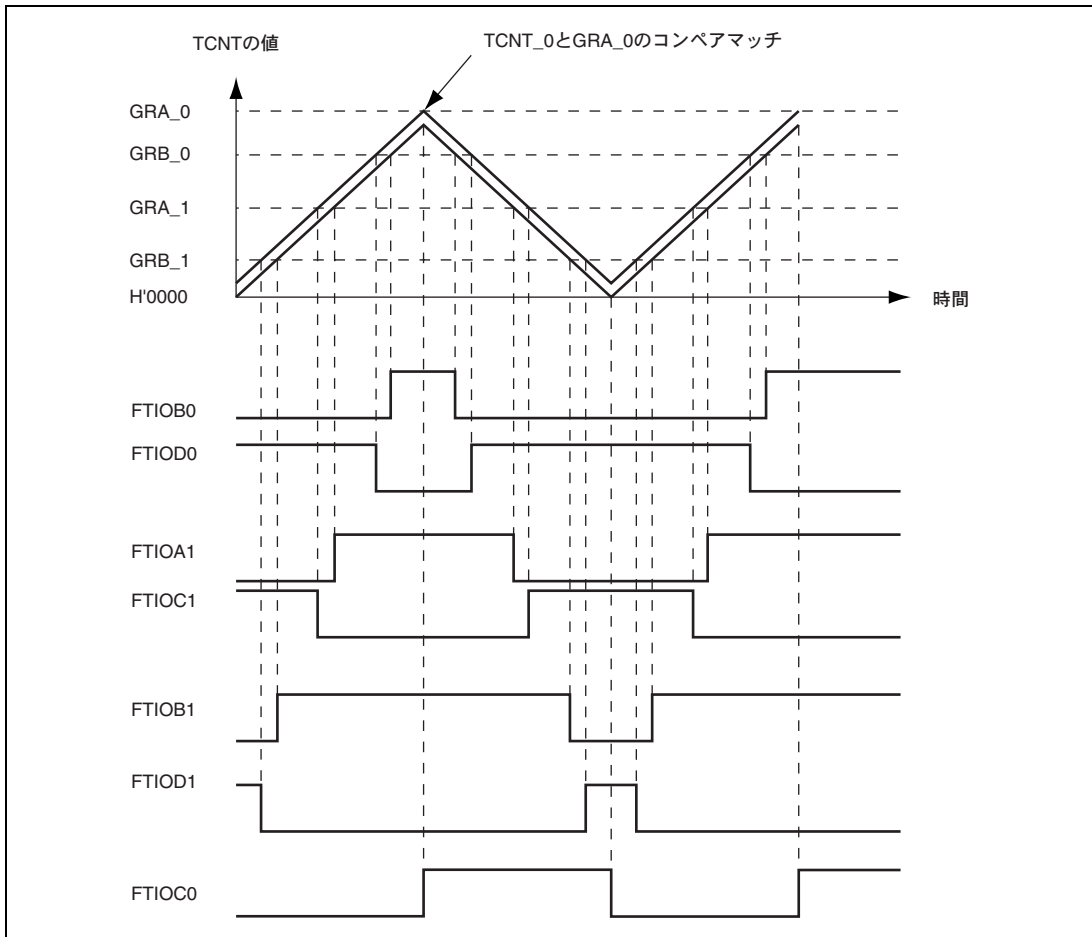 TCNTの値
TCNT_0とGRA_0のコンペアマッチ
GRA_0
GRB_0
GRA_1
GRB_1
H'0000
時間
FTIOB0
FTIOD0
FTIOA1
FTIOC1
FTIOB1
FTIOD1
FTIOC0